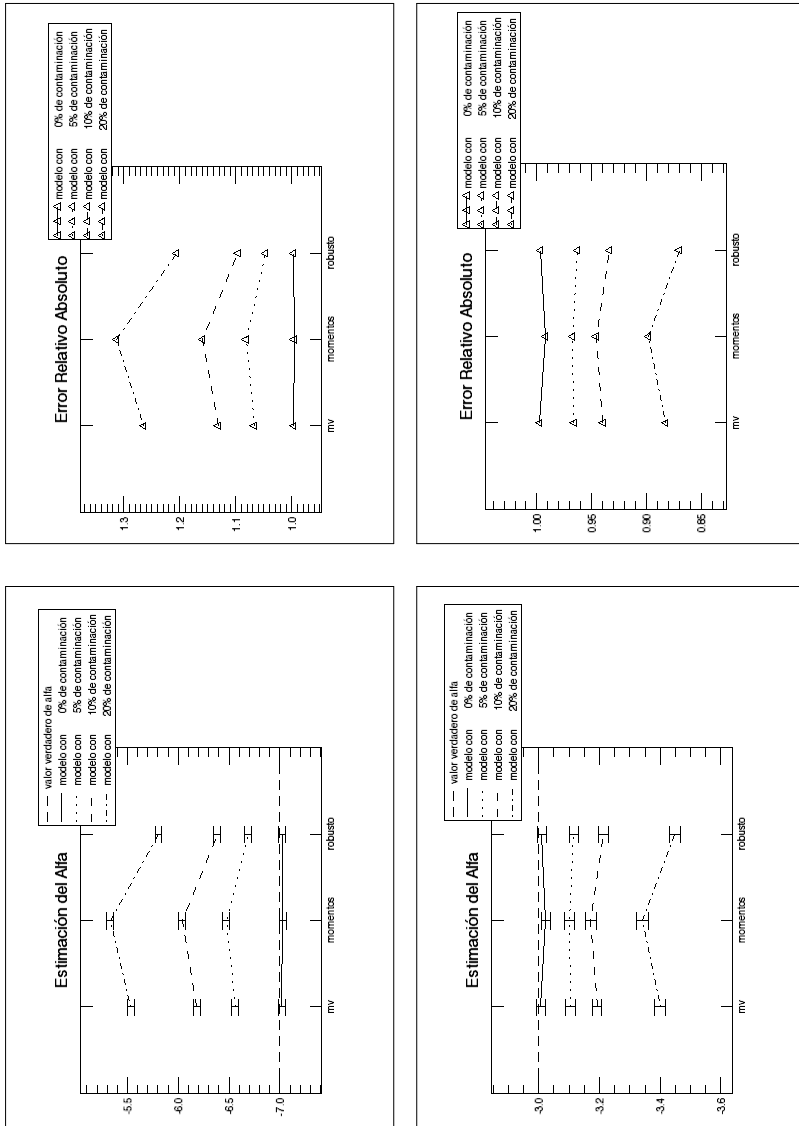 Estimación del Alfa
valor verdadero de alfa
modelo con 0% de contaminación
modelo con 5% de contaminación
modelo con 10% de contaminación
modelo con 20% de contaminación
-5.5
-6.0
-6.5
-7.0
mv momentos robusto
Error Relativo Absoluto
modelo con 0% de contaminación
modelo con 5% de contaminación
modelo con 10% de contaminación
modelo con 20% de contaminación
1.3
1.2
1.1
1.0
mv momentos robusto
Estimación del Alfa
valor verdadero de alfa
modelo con 0% de contaminación
modelo con 5% de contaminación
modelo con 10% de contaminación
modelo con 20% de contaminación
-3.0
-3.2
-3.4
-3.6
mv momentos robusto
Error Relativo Absoluto
modelo con 0% de contaminación
modelo con 5% de contaminación
modelo con 10% de contaminación
modelo con 20% de contaminación
1.00
0.95
0.90
0.85
mv momentos robusto